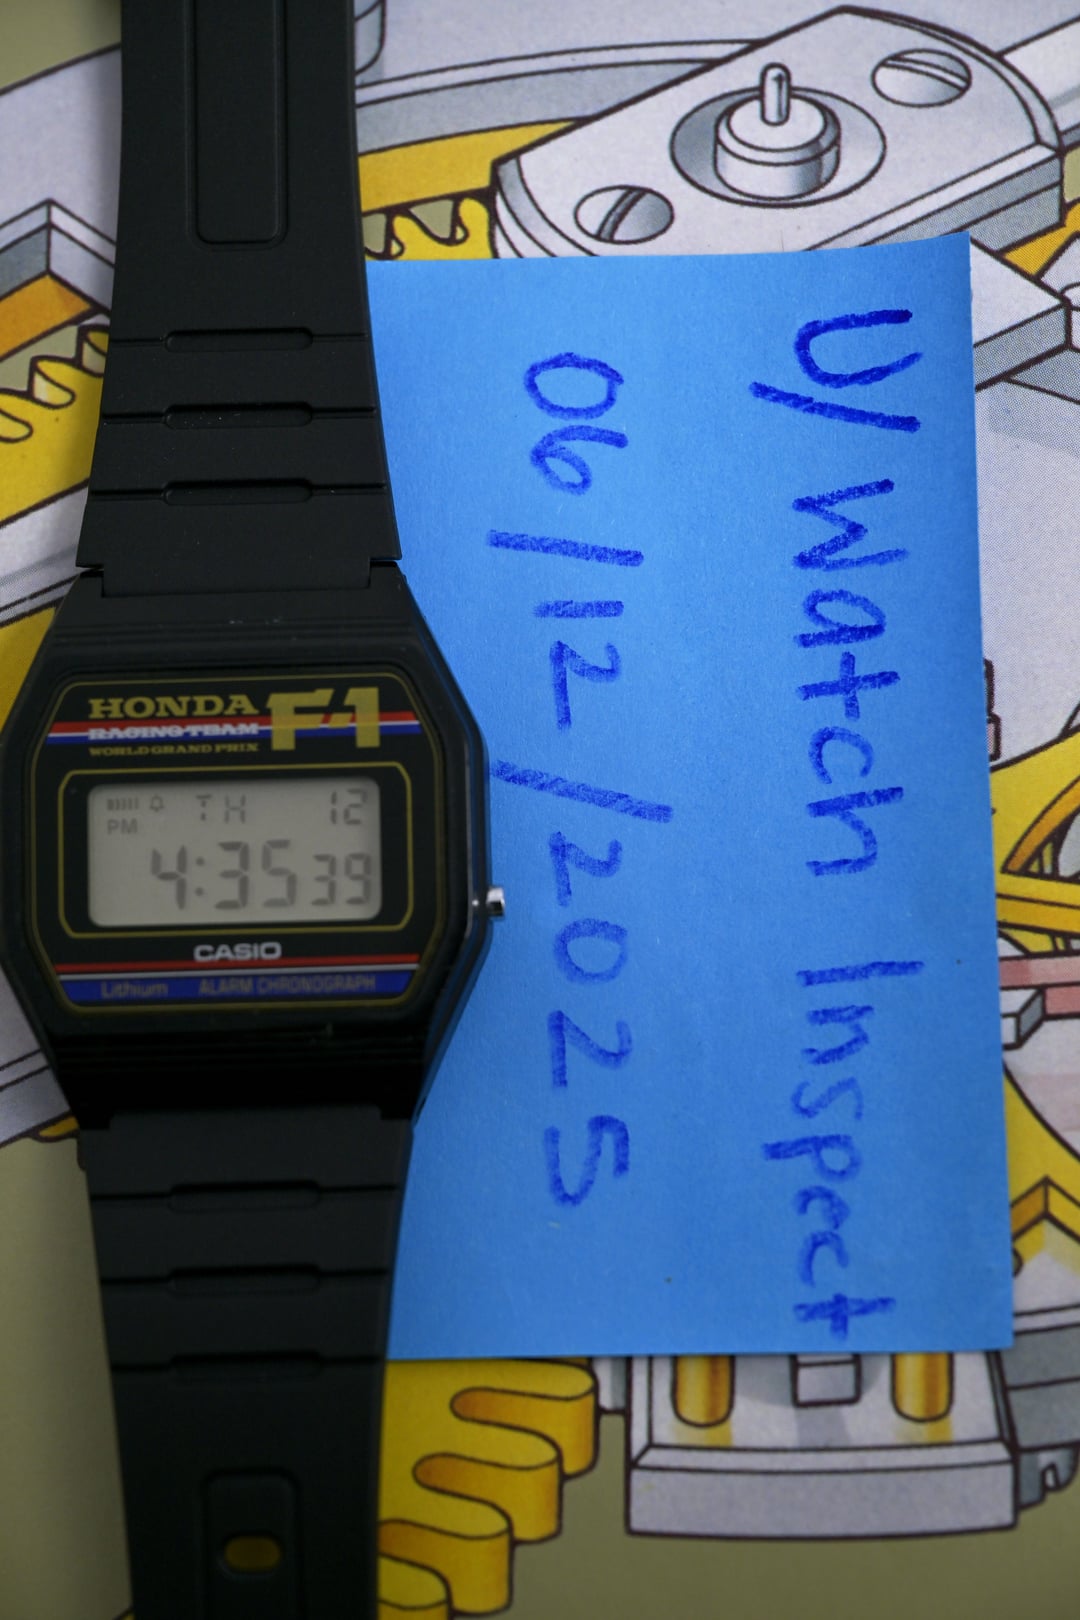 HONDA
RACING TEAM
WORLD GRAND PRIX
F1
TH 12
PM
4:35 39
CASIO
Lithium ALARM CHRONOGRAPH
U/ Watch Inspect
06/12/2025